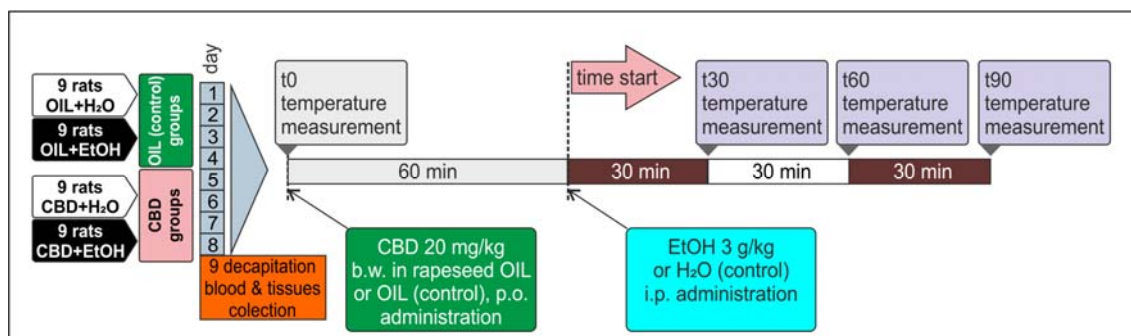 9 rats
OIL+H₂O
9 rats
OIL+EtOH
9 rats
CBD+H₂O
9 rats
CBD+EtOH
OIL (control)
groups
CBD
groups
day
1
2
3
4
5
6
7
8
9 decapitation
blood & tissues
colection
t0
temperature
measurement
time start
t30
temperature
measurement
t60
temperature
measurement
t90
temperature
measurement
60 min
30 min
30 min
30 min
CBD 20 mg/kg
b.w. in rapeseed OIL
or OIL (control), p.o.
administration
EtOH 3 g/kg
or H₂O (control)
i.p. administration